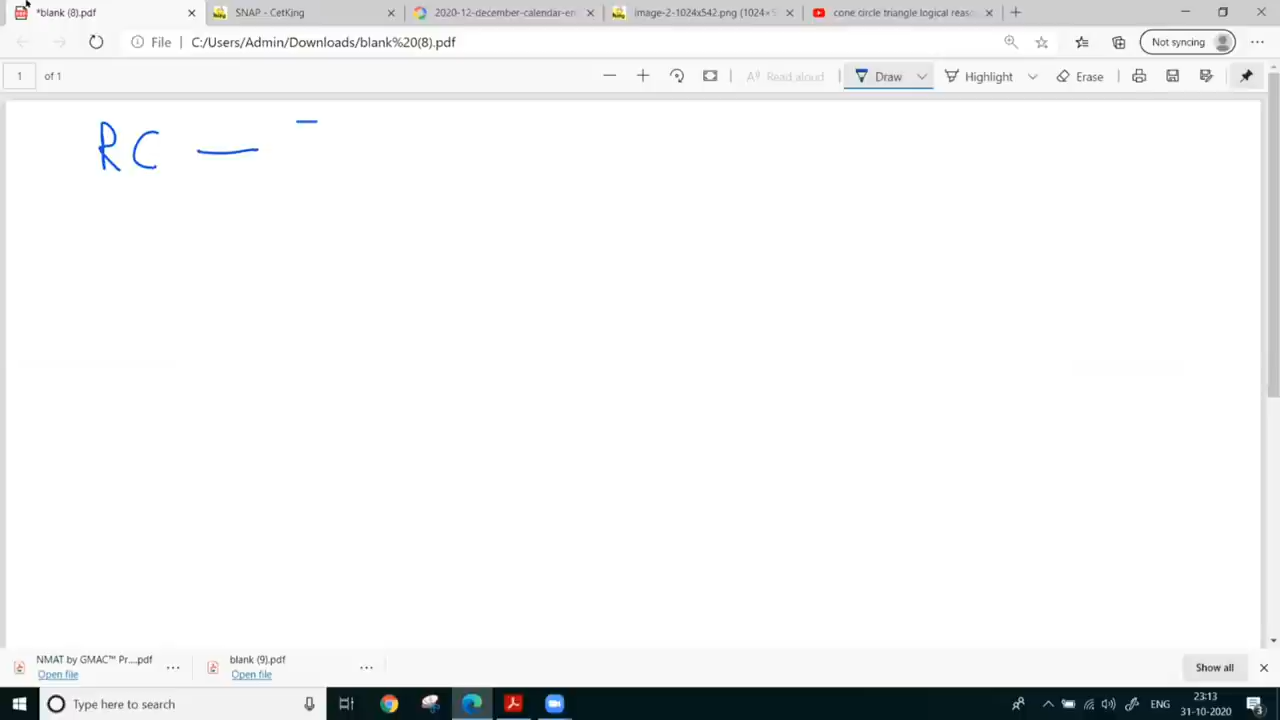 *blank (8).pdf
SNAP - CetKing
2020-12-december-calendar-en
image-2-1024x542.png (1024×5
cone circle triangle logical reaso
File
C:/Users/Admin/Downloads/blank%20(8).pdf
Not syncing
1
of 1
Read aloud
Draw
Highlight
Erase
RC —
NMAT by GMAC™ Pr....pdf
Open file
blank (9).pdf
Open file
Show all
Type here to search
ENG
23:13
31-10-2020
3